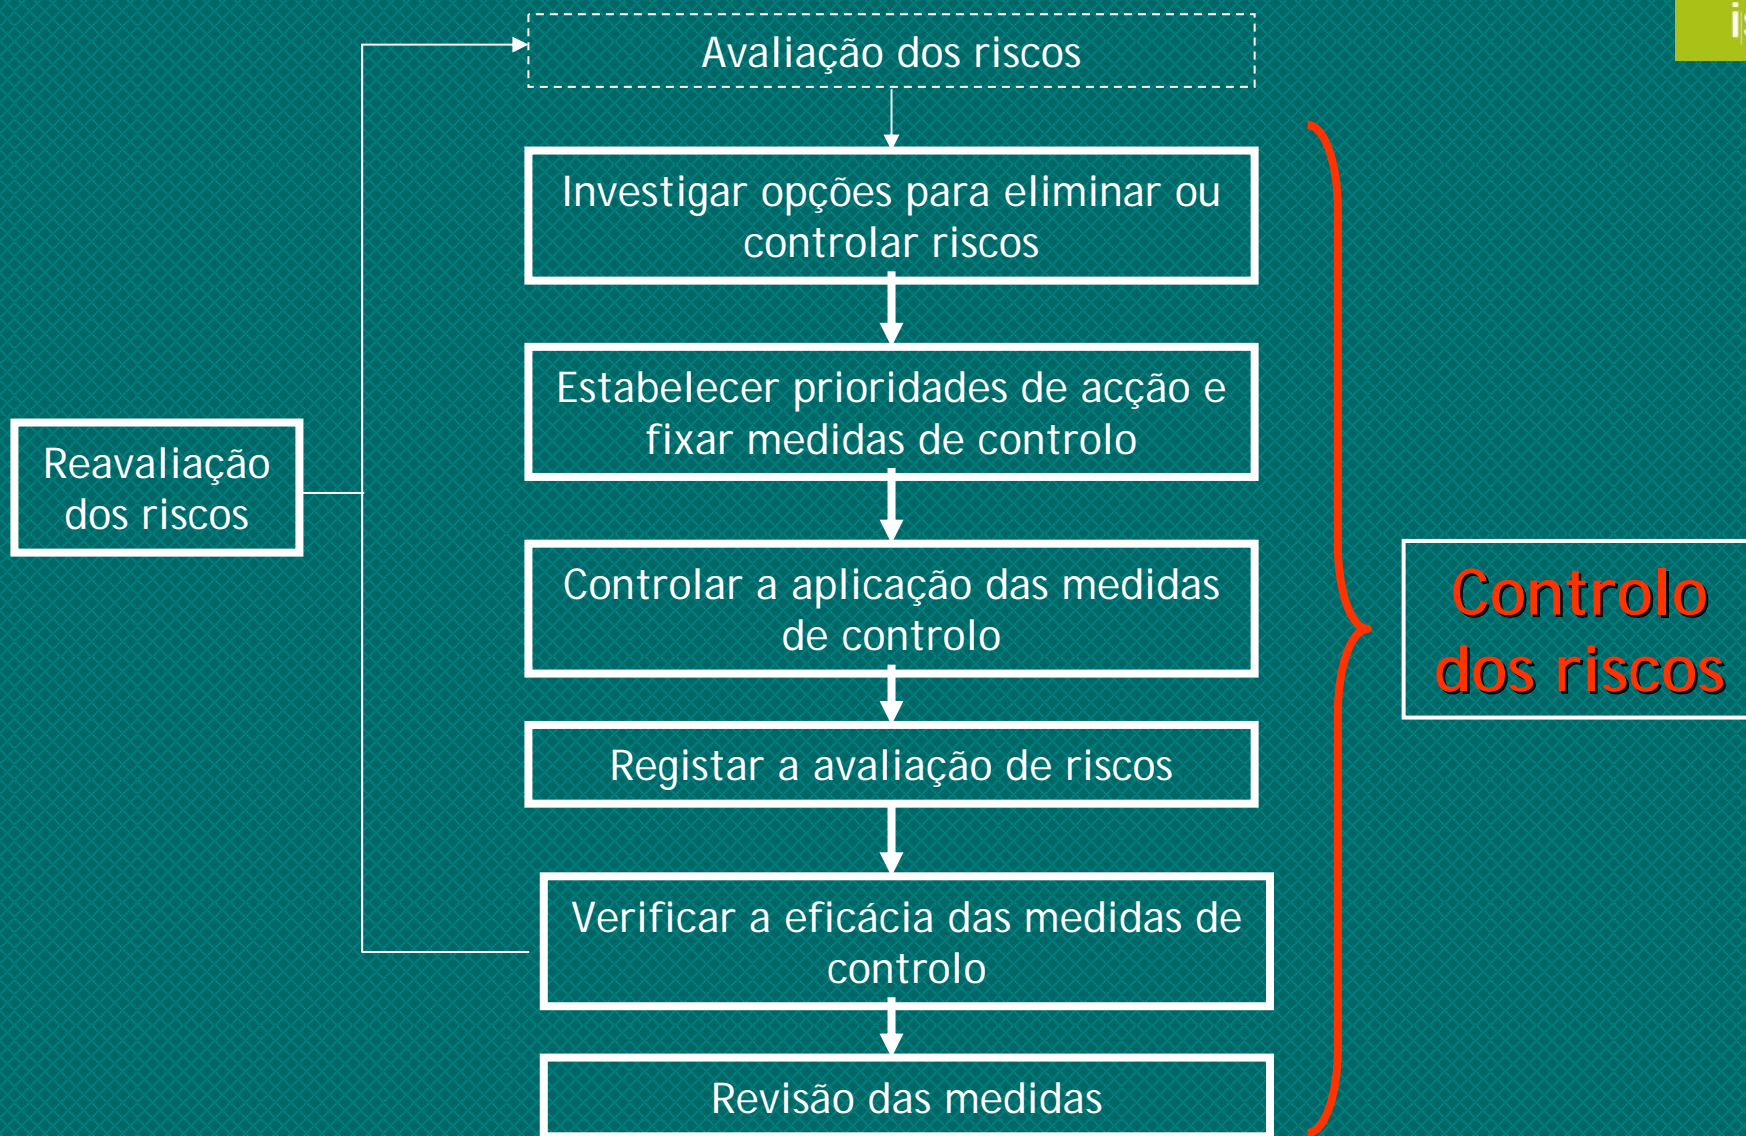 Avaliação dos riscos
Investigar opções para eliminar ou
controlar riscos
Estabelecer prioridades de acção e
fixar medidas de controlo
Reavaliação
dos riscos
Controlar a aplicação das medidas
de controlo
Controlo
dos riscos
Registar a avaliação de riscos
Verificar a eficácia das medidas de
controlo
Revisão das medidas